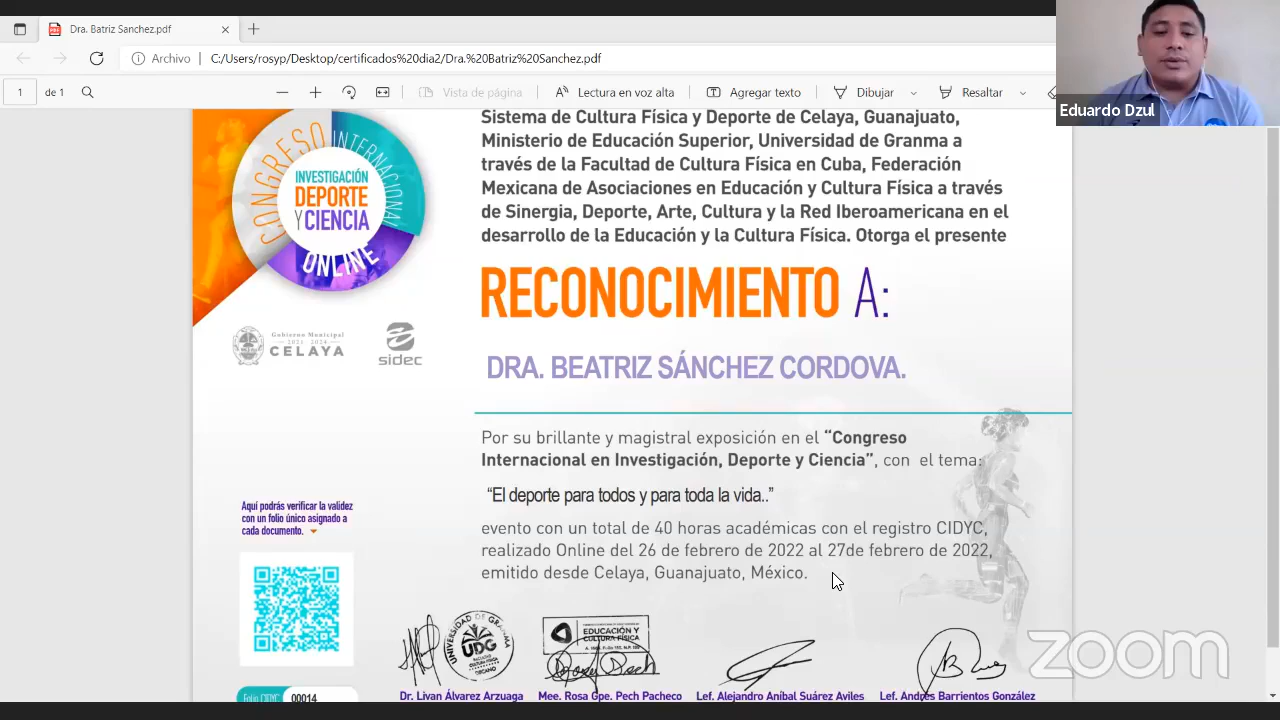 Dra. Batriz Sanchez.pdf
Archivo
C:/Users/rosyp/Desktop/certificados%20dia2/Dra.%20Batriz%20Sanchez.pdf
1 de 1
Vista de página
Lectura en voz alta
Agregar texto
Dibujar
Resaltar
Eduardo Dzul
CONGRESO INTERNACIONAL
INVESTIGACIÓN
DEPORTE
Y CIENCIA
ONLINE
Gobierno Municipal
2021 - 2024
CELAYA
sidec
Sistema de Cultura Física y Deporte de Celaya, Guanajuato,
Ministerio de Educación Superior, Universidad de Granma a
través de la Facultad de Cultura Física en Cuba, Federación
Mexicana de Asociaciones en Educación y Cultura Física a través
de Sinergia, Deporte, Arte, Cultura y la Red Iberoamericana en el
desarrollo de la Educación y la Cultura Física. Otorga el presente
RECONOCIMIENTO A:
DRA. BEATRIZ SÁNCHEZ CORDOVA.
Por su brillante y magistral exposición en el “Congreso
Internacional en Investigación, Deporte y Ciencia”, con el tema:
“El deporte para todos y para toda la vida..”
evento con un total de 40 horas académicas con el registro CIDYC,
realizado Online del 26 de febrero de 2022 al 27de febrero de 2022,
emitido desde Celaya, Guanajuato, México.
Aquí podrás verificar la validez
con un folio único asignado a
cada documento.
Folio CIDYC 00014
UNIVERSIDAD DE GRANMA
UDG
EDUCACIÓN Y
CULTURA FÍSICA
Dr. Livan Álvarez Arzuaga
Mee. Rosa Gpe. Pech Pacheco
Lef. Alejandro Aníbal Suárez Aviles
Lef. Andrés Barrientos González
zoom